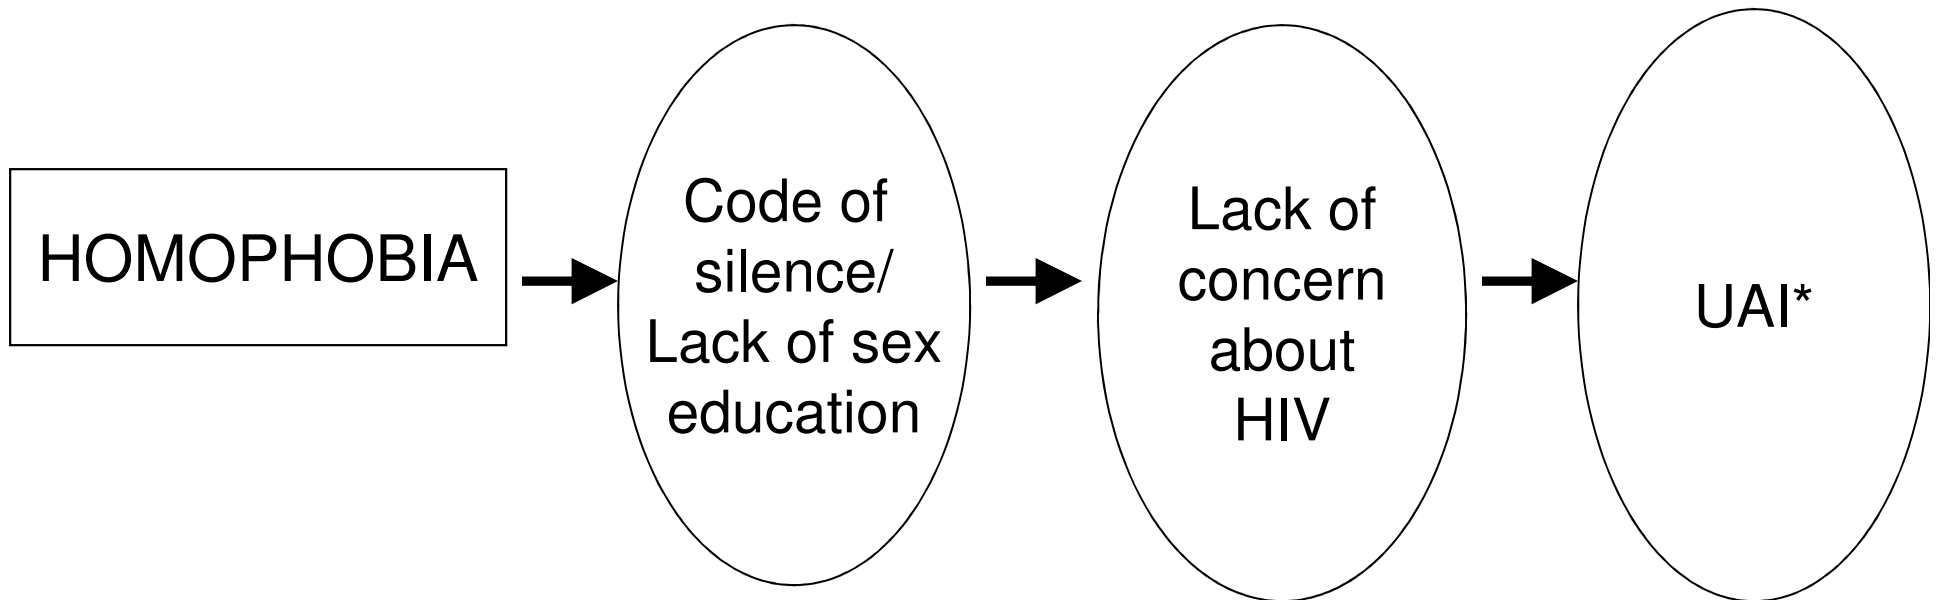 HOMOPHOBIA
Code of
silence/
Lack of sex
education
Lack of
concern
about
HIV
UAI*